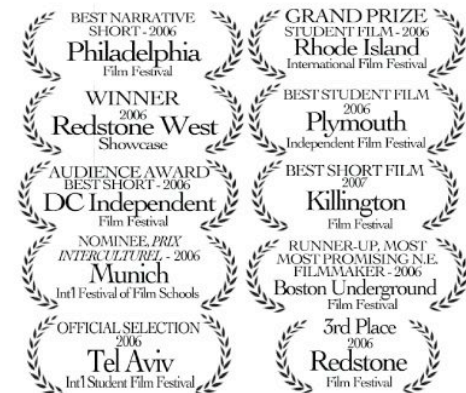 BEST NARRATIVE
SHORT - 2006
Philadelphia
Film Festival
WINNER
2006
Redstone West
Showcase
AUDIENCE AWARD
BEST SHORT - 2006
DC Independent
Film Festival
NOMINEE, PRIX
INTERCULTUREL - 2006
Munich
Int'l Festival of Film Schools
OFFICIAL SELECTION
2006
Tel Aviv
Int'l Student Film Festival
GRAND PRIZE
STUDENT FILM - 2006
Rhode Island
International Film Festival
BEST STUDENT FILM
2006
Plymouth
Independent Film Festival
BEST SHORT FILM
2007
Killington
Film Festival
RUNNER-UP, MOST
MOST PROMISING N.E.
FILMMAKER - 2006
Boston Underground
Film Festival
3rd Place
2006
Redstone
Film Festival